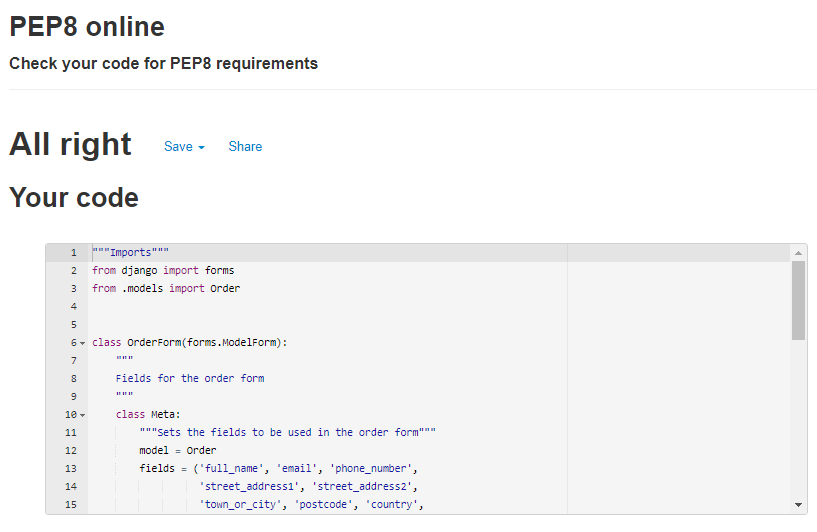 PEP8 online
Check your code for PEP8 requirements
All right Save Share
Your code
1 """Imports"""
2 from django import forms
3 from .models import Order
4
5
6 class OrderForm(forms.ModelForm):
7     """
8     Fields for the order form
9     """
10     class Meta:
11         """Sets the fields to be used in the order form"""
12         model = Order
13         fields = ('full_name', 'email', 'phone_number',
14                   'street_address1', 'street_address2',
15                   'town_or_city', 'postcode', 'country',